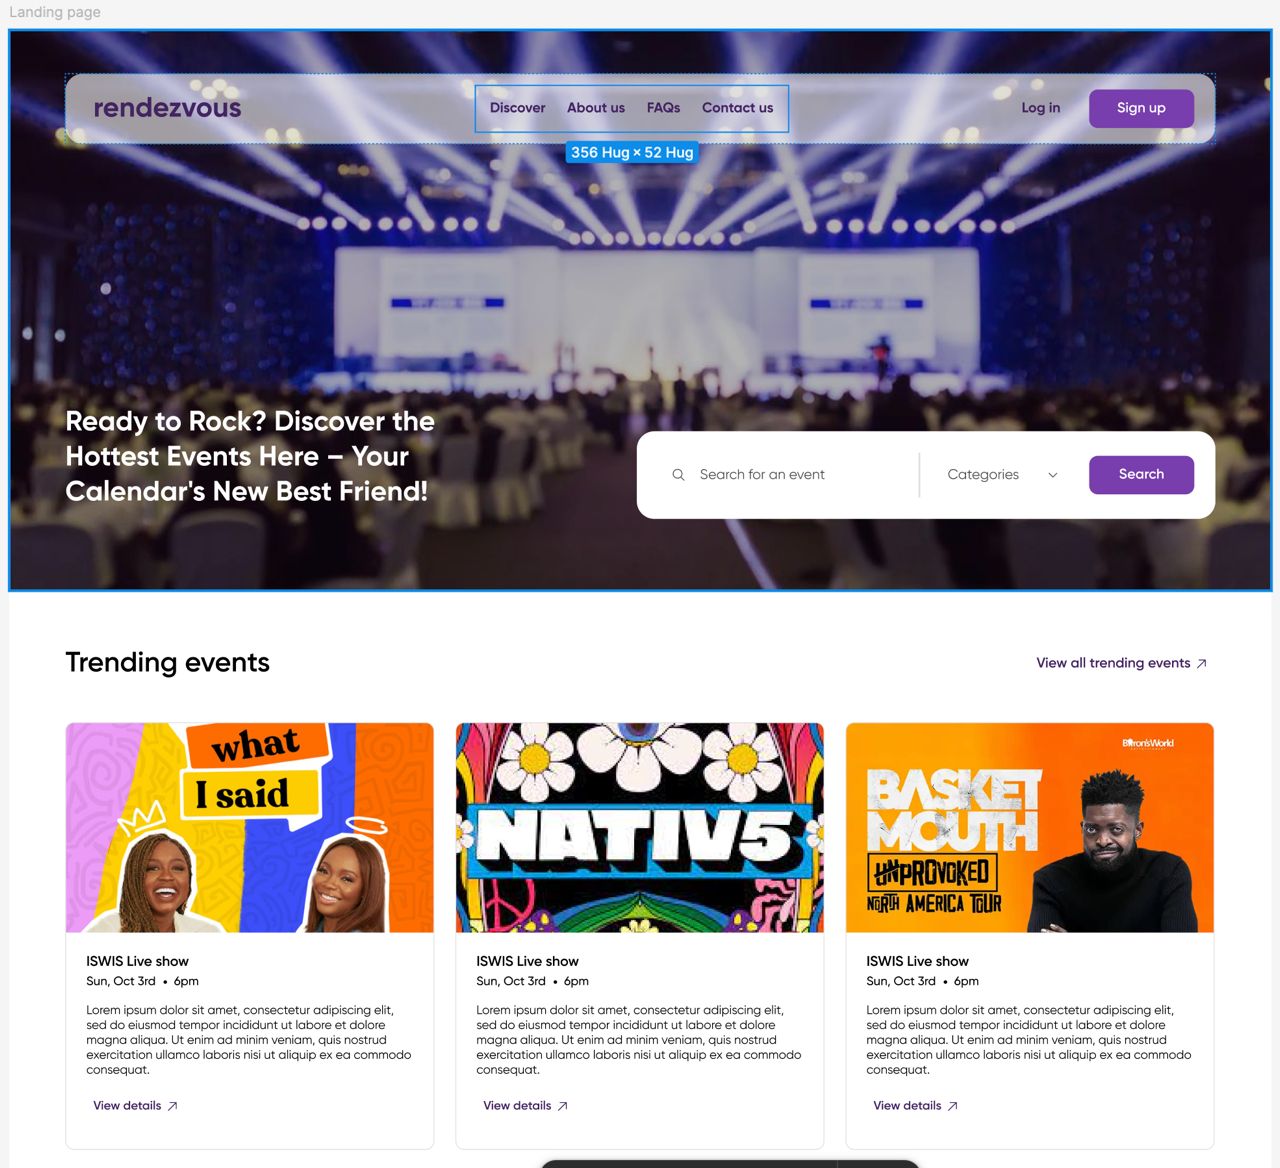 Landing page
rendezvous
Discover About us FAQs Contact us
Log in
Sign up
356 Hug × 52 Hug
Ready to Rock? Discover the
Hottest Events Here – Your
Calendar's New Best Friend!
Search for an event
Categories
Search
Trending events
View all trending events
what
I said
ISWIS Live show
Sun, Oct 3rd • 6pm
Lorem ipsum dolor sit amet, consectetur adipiscing elit,
sed do eiusmod tempor incididunt ut labore et dolore
magna aliqua. Ut enim ad minim veniam, quis nostrud
exercitation ullamco laboris nisi ut aliquip ex ea commodo
consequat.
View details
NATIV5
ISWIS Live show
Sun, Oct 3rd • 6pm
Lorem ipsum dolor sit amet, consectetur adipiscing elit,
sed do eiusmod tempor incididunt ut labore et dolore
magna aliqua. Ut enim ad minim veniam, quis nostrud
exercitation ullamco laboris nisi ut aliquip ex ea commodo
consequat.
View details
BASKET
MOUTH
UNPROVOKED
NORTH AMERICA TOUR
ISWIS Live show
Sun, Oct 3rd • 6pm
Lorem ipsum dolor sit amet, consectetur adipiscing elit,
sed do eiusmod tempor incididunt ut labore et dolore
magna aliqua. Ut enim ad minim veniam, quis nostrud
exercitation ullamco laboris nisi ut aliquip ex ea commodo
consequat.
View details